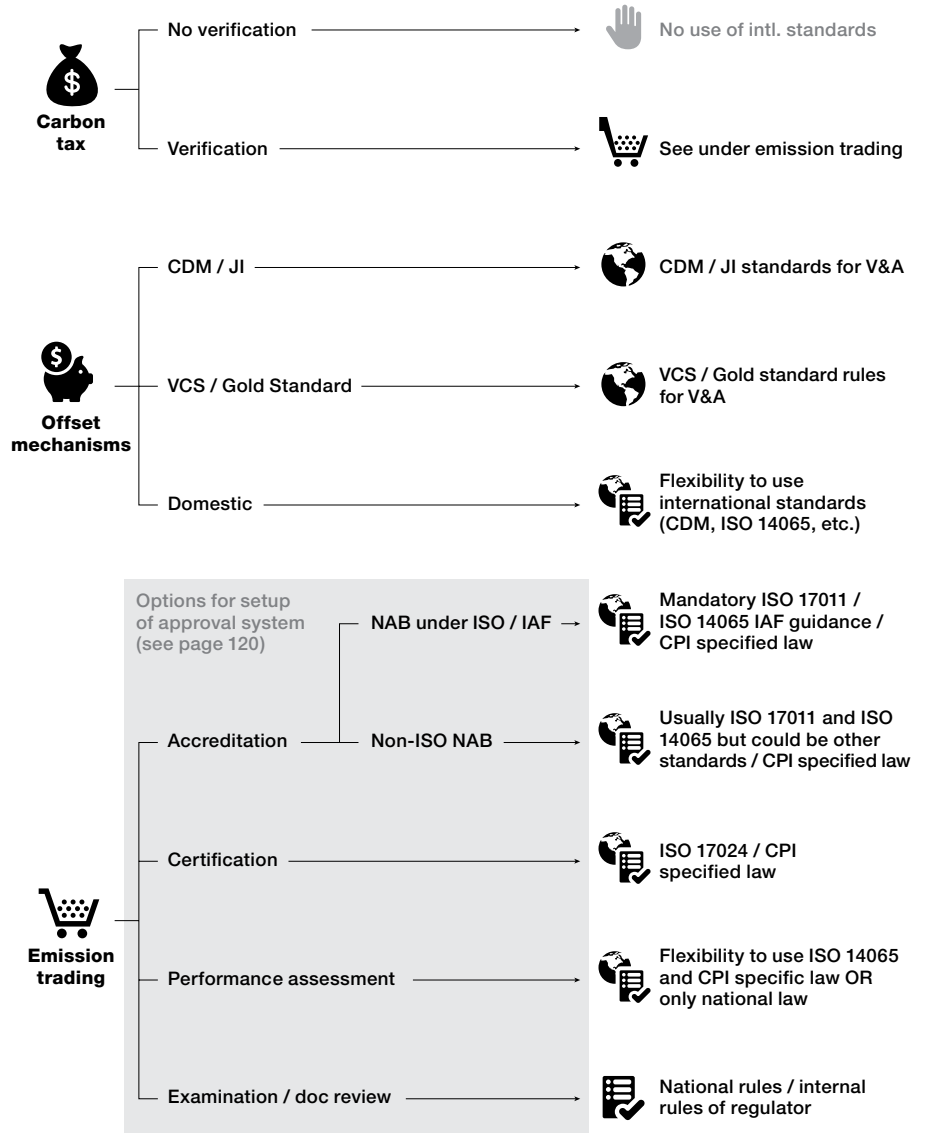 No verification
No use of intl. standards
$
Carbon
tax
Verification
See under emission trading
CDM / JI
CDM / JI standards for V&A
$
Offset
mechanisms
VCS / Gold Standard
VCS / Gold standard rules
for V&A
Domestic
Flexibility to use
international standards
(CDM, ISO 14065, etc.)
Options for setup
of approval system
(see page 120)
NAB under ISO / IAF
Mandatory ISO 17011 /
ISO 14065 IAF guidance /
CPI specified law
Accreditation
Non-ISO NAB
Usually ISO 17011 and ISO
14065 but could be other
standards / CPI specified law
Certification
ISO 17024 / CPI
specified law
Emission
trading
Performance assessment
Flexibility to use ISO 14065
and CPI specific law OR
only national law
Examination / doc review
National rules / internal
rules of regulator